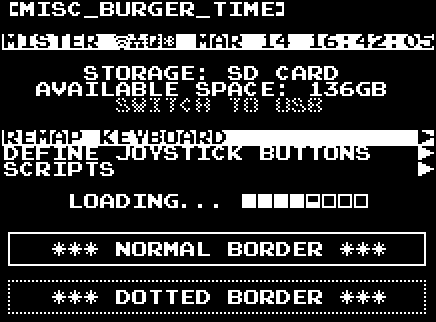 [MISC_BURGER_TIME]
MISTER MAR 14 16:42:05
STORAGE: SD CARD
AVAILABLE SPACE: 136GB
SWITCH TO USB
REMAP KEYBOARD
DEFINE JOYSTICK BUTTONS
SCRIPTS
LOADING...
*** NORMAL BORDER ***
*** DOTTED BORDER ***